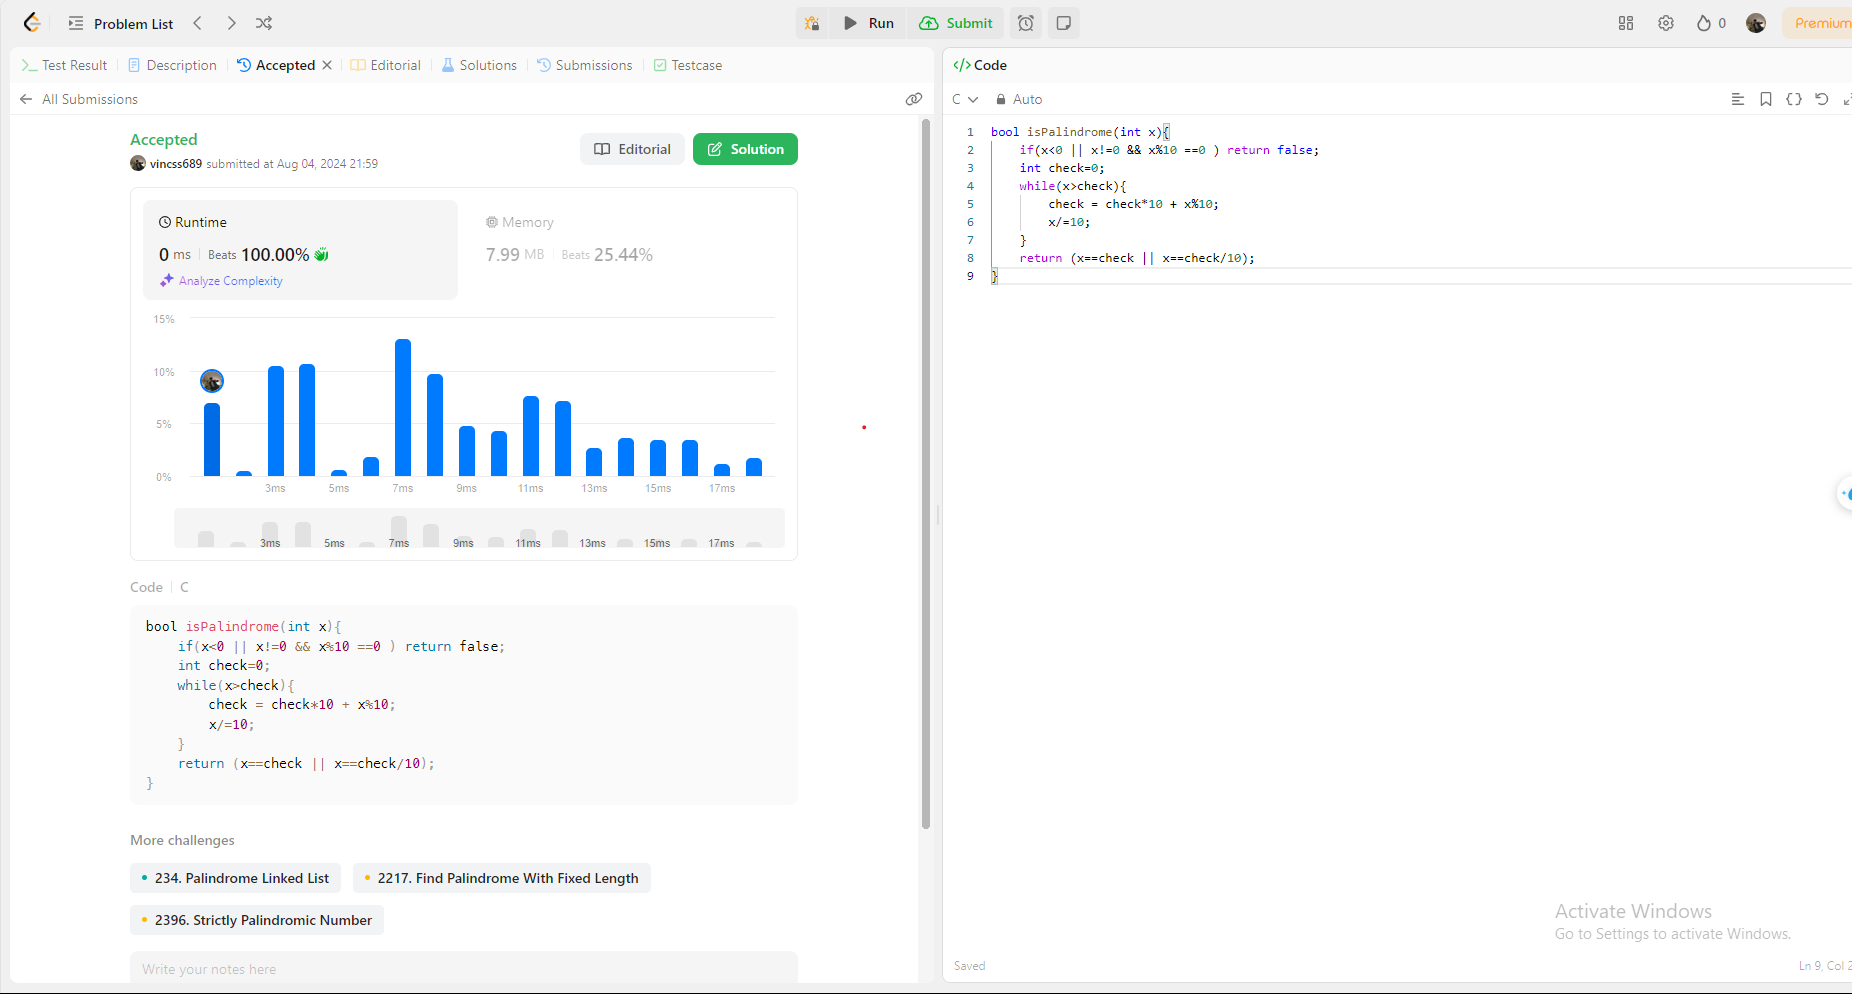 Problem List
Run
Submit
0
Premium
Test Result
Description
Accepted
Editorial
Solutions
Submissions
Testcase
All Submissions
Accepted
vincss689 submitted at Aug 04, 2024 21:59
Editorial
Solution
Runtime
0 ms | Beats 100.00%
Analyze Complexity
Memory
7.99 MB | Beats 25.44%
15%
10%
5%
0%
3ms 5ms 7ms 9ms 11ms 13ms 15ms 17ms
3ms 5ms 7ms 9ms 11ms 13ms 15ms 17ms
Code | C
bool isPalindrome(int x){
    if(x<0 || x!=0 && x%10 ==0 ) return false;
    int check=0;
    while(x>check){
        check = check*10 + x%10;
        x/=10;
    }
    return (x==check || x==check/10);
}
More challenges
234. Palindrome Linked List
2217. Find Palindrome With Fixed Length
2396. Strictly Palindromic Number
Write your notes here
</> Code
C
Auto
1 bool isPalindrome(int x){
2     if(x<0 || x!=0 && x%10 ==0 ) return false;
3     int check=0;
4     while(x>check){
5         check = check*10 + x%10;
6         x/=10;
7     }
8     return (x==check || x==check/10);
9 }
Activate Windows
Go to Settings to activate Windows.
Saved
Ln 9, Col 2